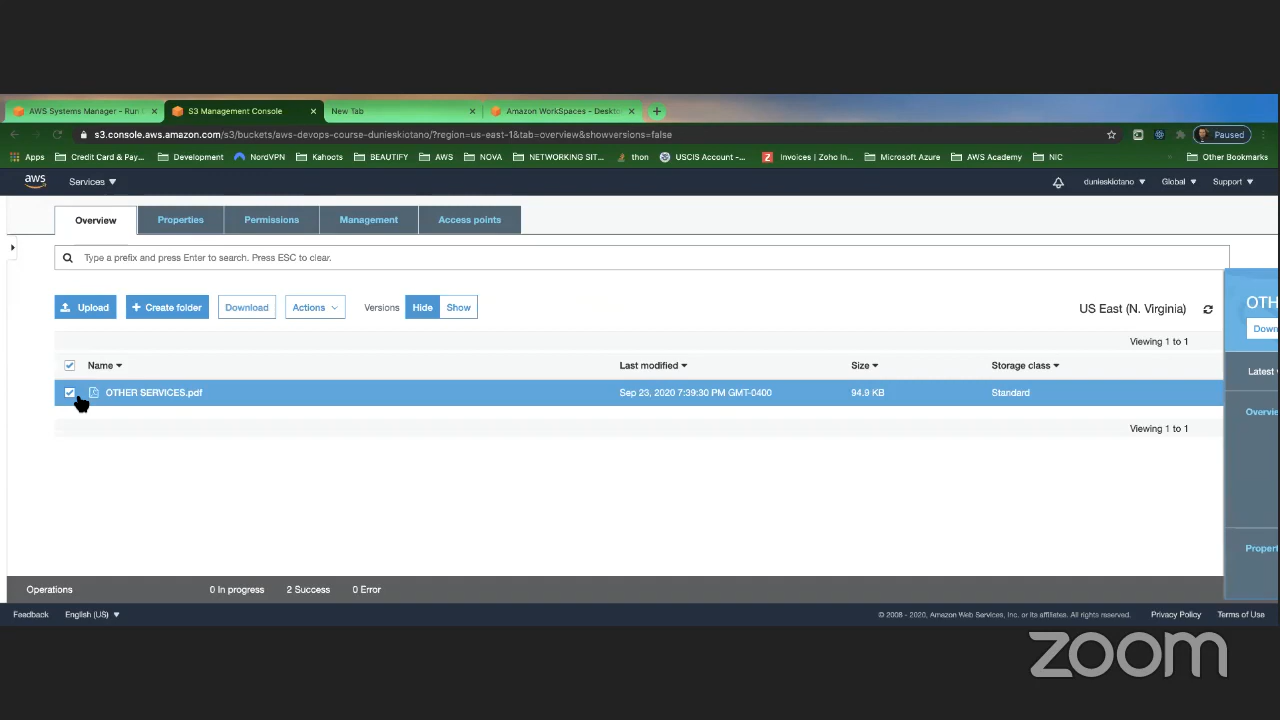 AWS Systems Manager - Run
S3 Management Console
New Tab
Amazon WorkSpaces - Deskto
s3.console.aws.amazon.com/s3/buckets/aws-devops-course-dunieskiotano/?region=us-east-1&tab=overview&showversions=false
Paused
Apps
Credit Card & Pay...
Development
NordVPN
Kahoots
BEAUTIFY
AWS
NOVA
NETWORKING SIT...
thon
USCIS Account -...
Invoices | Zoho In...
Microsoft Azure
AWS Academy
NIC
Other Bookmarks
aws
Services
dunieskiotano
Global
Support
Overview
Properties
Permissions
Management
Access points
Type a prefix and press Enter to search. Press ESC to clear.
Upload
Create folder
Download
Actions
Versions
Hide
Show
US East (N. Virginia)
OTH
Down
Viewing 1 to 1
Name
Last modified
Size
Storage class
Latest
OTHER SERVICES.pdf
Sep 23, 2020 7:39:30 PM GMT-0400
94.9 KB
Standard
Overvie
Viewing 1 to 1
Propert
Operations
0 In progress
2 Success
0 Error
Feedback
English (US)
© 2008 - 2020, Amazon Web Services, Inc. or its affiliates. All rights reserved.
Privacy Policy
Terms of Use
zoom